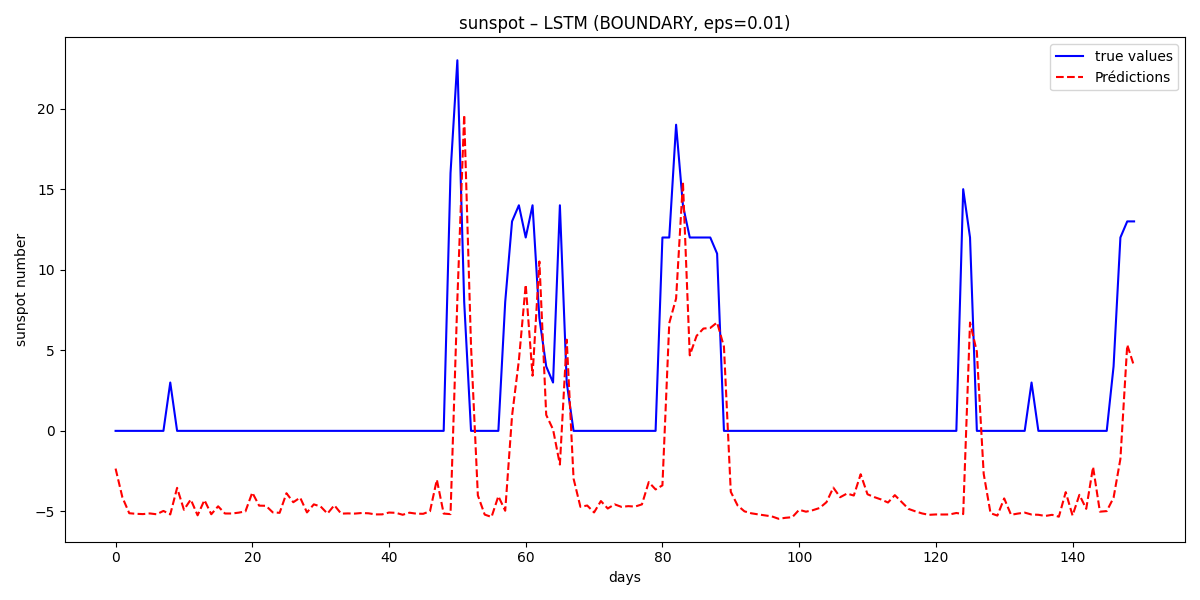 sunspot – LSTM (BOUNDARY, eps=0.01)
true values
Prédictions
sunspot number
20
15
10
5
0
−5
0 20 40 60 80 100 120 140
days